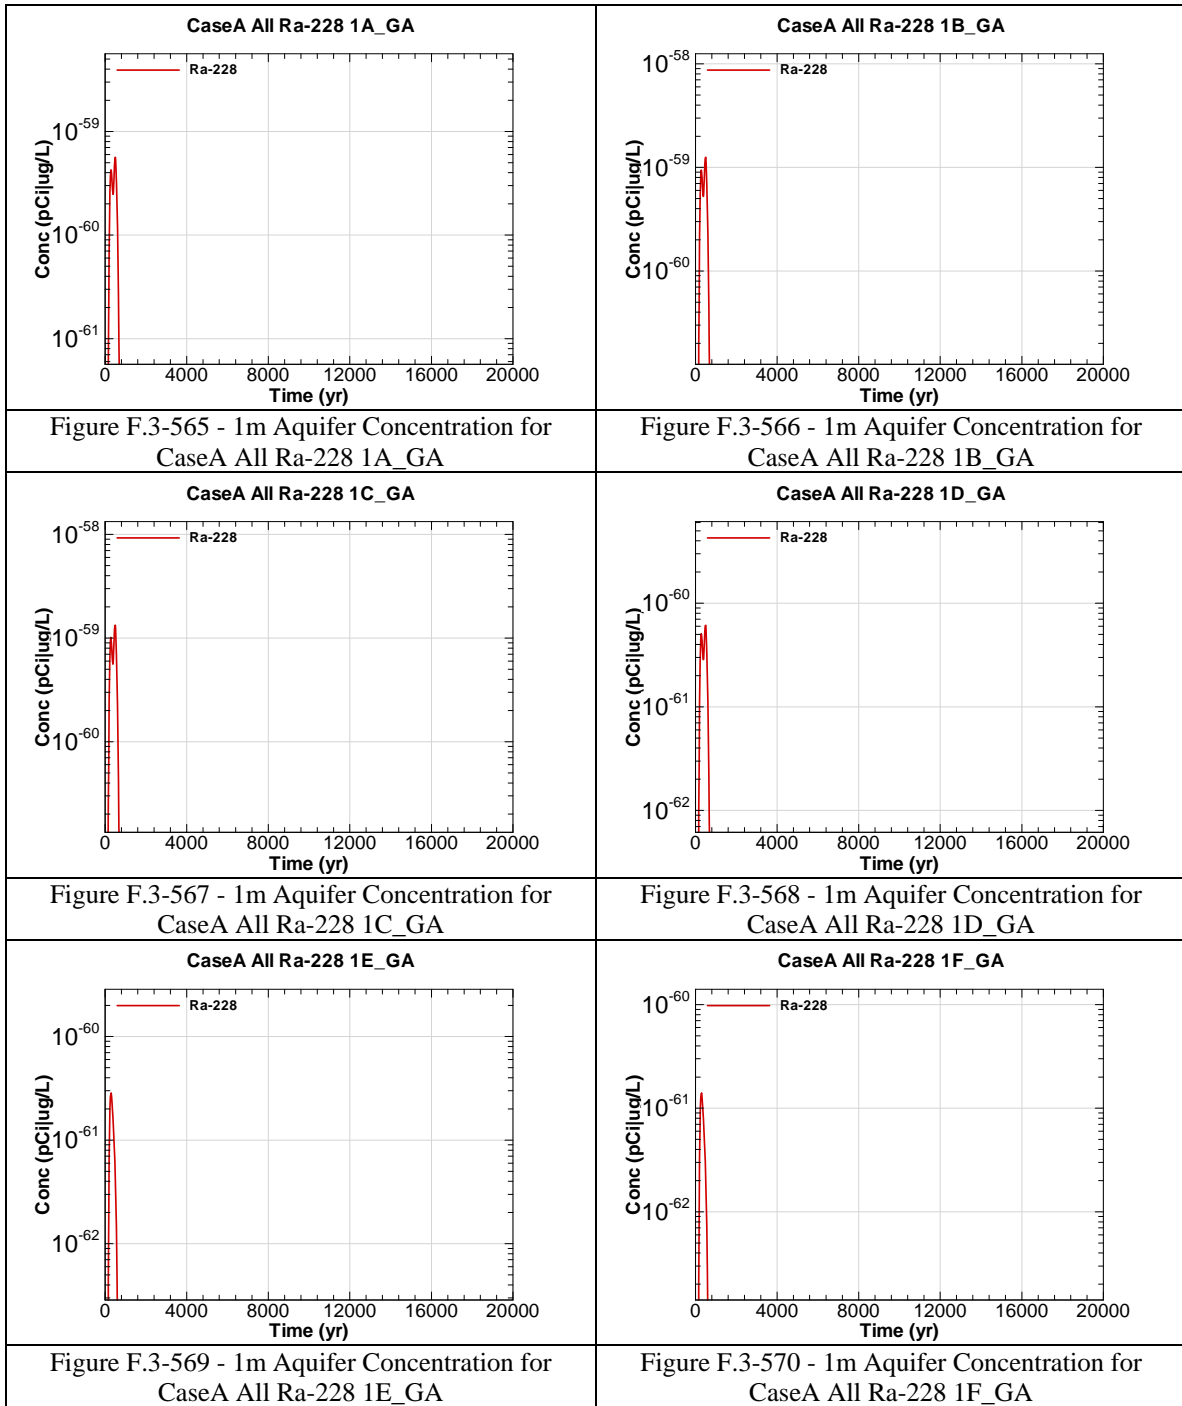 CaseA All Ra-228 1A_GA
Ra-228
10-59
10-60
10-61
Conc (pCi|ug/L)
0 4000 8000 12000 16000 20000
Time (yr)
Figure F.3-565 - 1m Aquifer Concentration for
CaseA All Ra-228 1A_GA
CaseA All Ra-228 1B_GA
Ra-228
10-58
10-59
10-60
Conc (pCi|ug/L)
0 4000 8000 12000 16000 20000
Time (yr)
Figure F.3-566 - 1m Aquifer Concentration for
CaseA All Ra-228 1B_GA
CaseA All Ra-228 1C_GA
Ra-228
10-58
10-59
10-60
Conc (pCi|ug/L)
0 4000 8000 12000 16000 20000
Time (yr)
Figure F.3-567 - 1m Aquifer Concentration for
CaseA All Ra-228 1C_GA
CaseA All Ra-228 1D_GA
Ra-228
10-60
10-61
10-62
Conc (pCi|ug/L)
0 4000 8000 12000 16000 20000
Time (yr)
Figure F.3-568 - 1m Aquifer Concentration for
CaseA All Ra-228 1D_GA
CaseA All Ra-228 1E_GA
Ra-228
10-60
10-61
10-62
Conc (pCi|ug/L)
0 4000 8000 12000 16000 20000
Time (yr)
Figure F.3-569 - 1m Aquifer Concentration for
CaseA All Ra-228 1E_GA
CaseA All Ra-228 1F_GA
Ra-228
10-60
10-61
10-62
Conc (pCi|ug/L)
0 4000 8000 12000 16000 20000
Time (yr)
Figure F.3-570 - 1m Aquifer Concentration for
CaseA All Ra-228 1F_GA